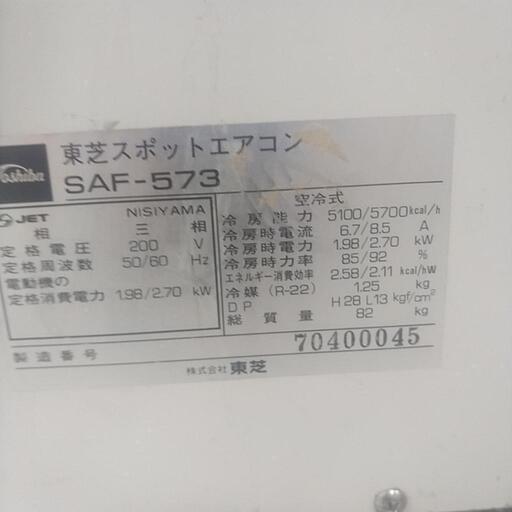 Toshiba
東芝スポットエアコン
SAF-573
JET NISIYAMA
相 三 相
定格電圧 200 V
定格周波数 50/60 Hz
電動機の
定格消費電力 1.98/2.70 kW
空冷式
冷房能力 5100/5700 kcal/h
冷房時電流 6.7/8.5 A
冷房時電力 1.98/2.70 kW
冷房時力率 85/92 %
エネルギー消費効率 2.58/2.11 kcal/hW
冷媒 (R-22) 1.25 kg
DP H28 L13 kgf/cm²
総質量 82 kg
製造番号 70400045
株式会社 東芝